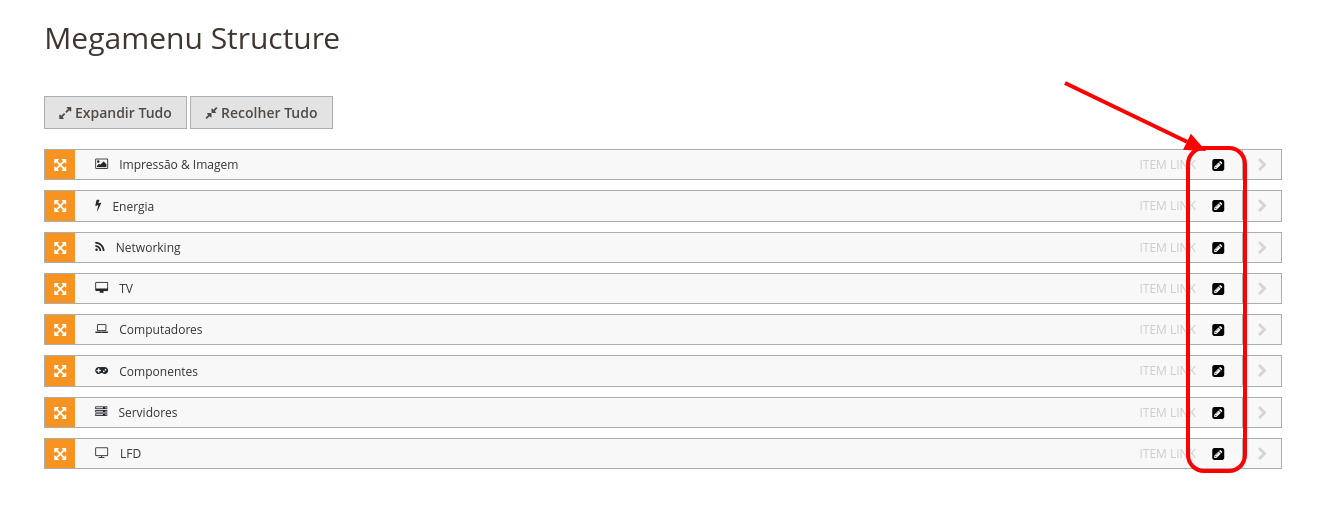 Megamenu Structure
Expandir Tudo Recolher Tudo
Impressão & Imagem ITEM LINK
Energia ITEM LINK
Networking ITEM LINK
TV ITEM LINK
Computadores ITEM LINK
Componentes ITEM LINK
Servidores ITEM LINK
LFD ITEM LINK